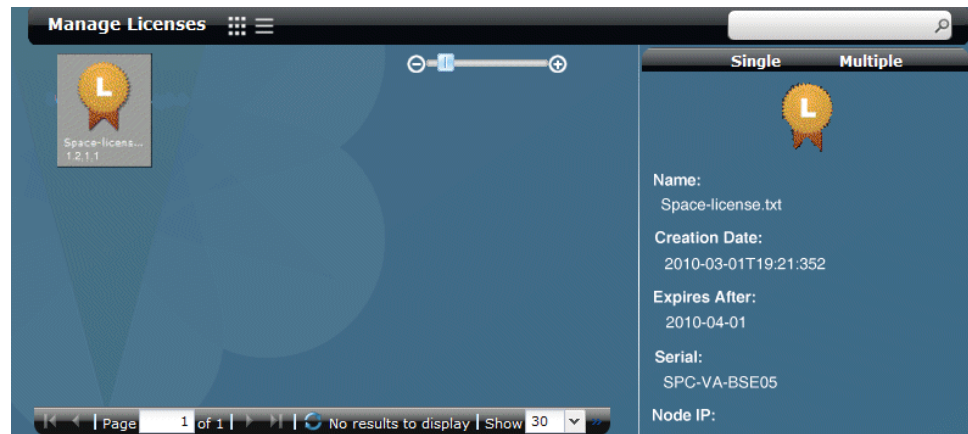 Manage Licenses
Single Multiple
L
Space-licens...
1.2.1.1
L
Name:
Space-license.txt
Creation Date:
2010-03-01T19:21:352
Expires After:
2010-04-01
Serial:
SPC-VA-BSE05
Node IP:
Page 1 of 1 No results to display Show 30